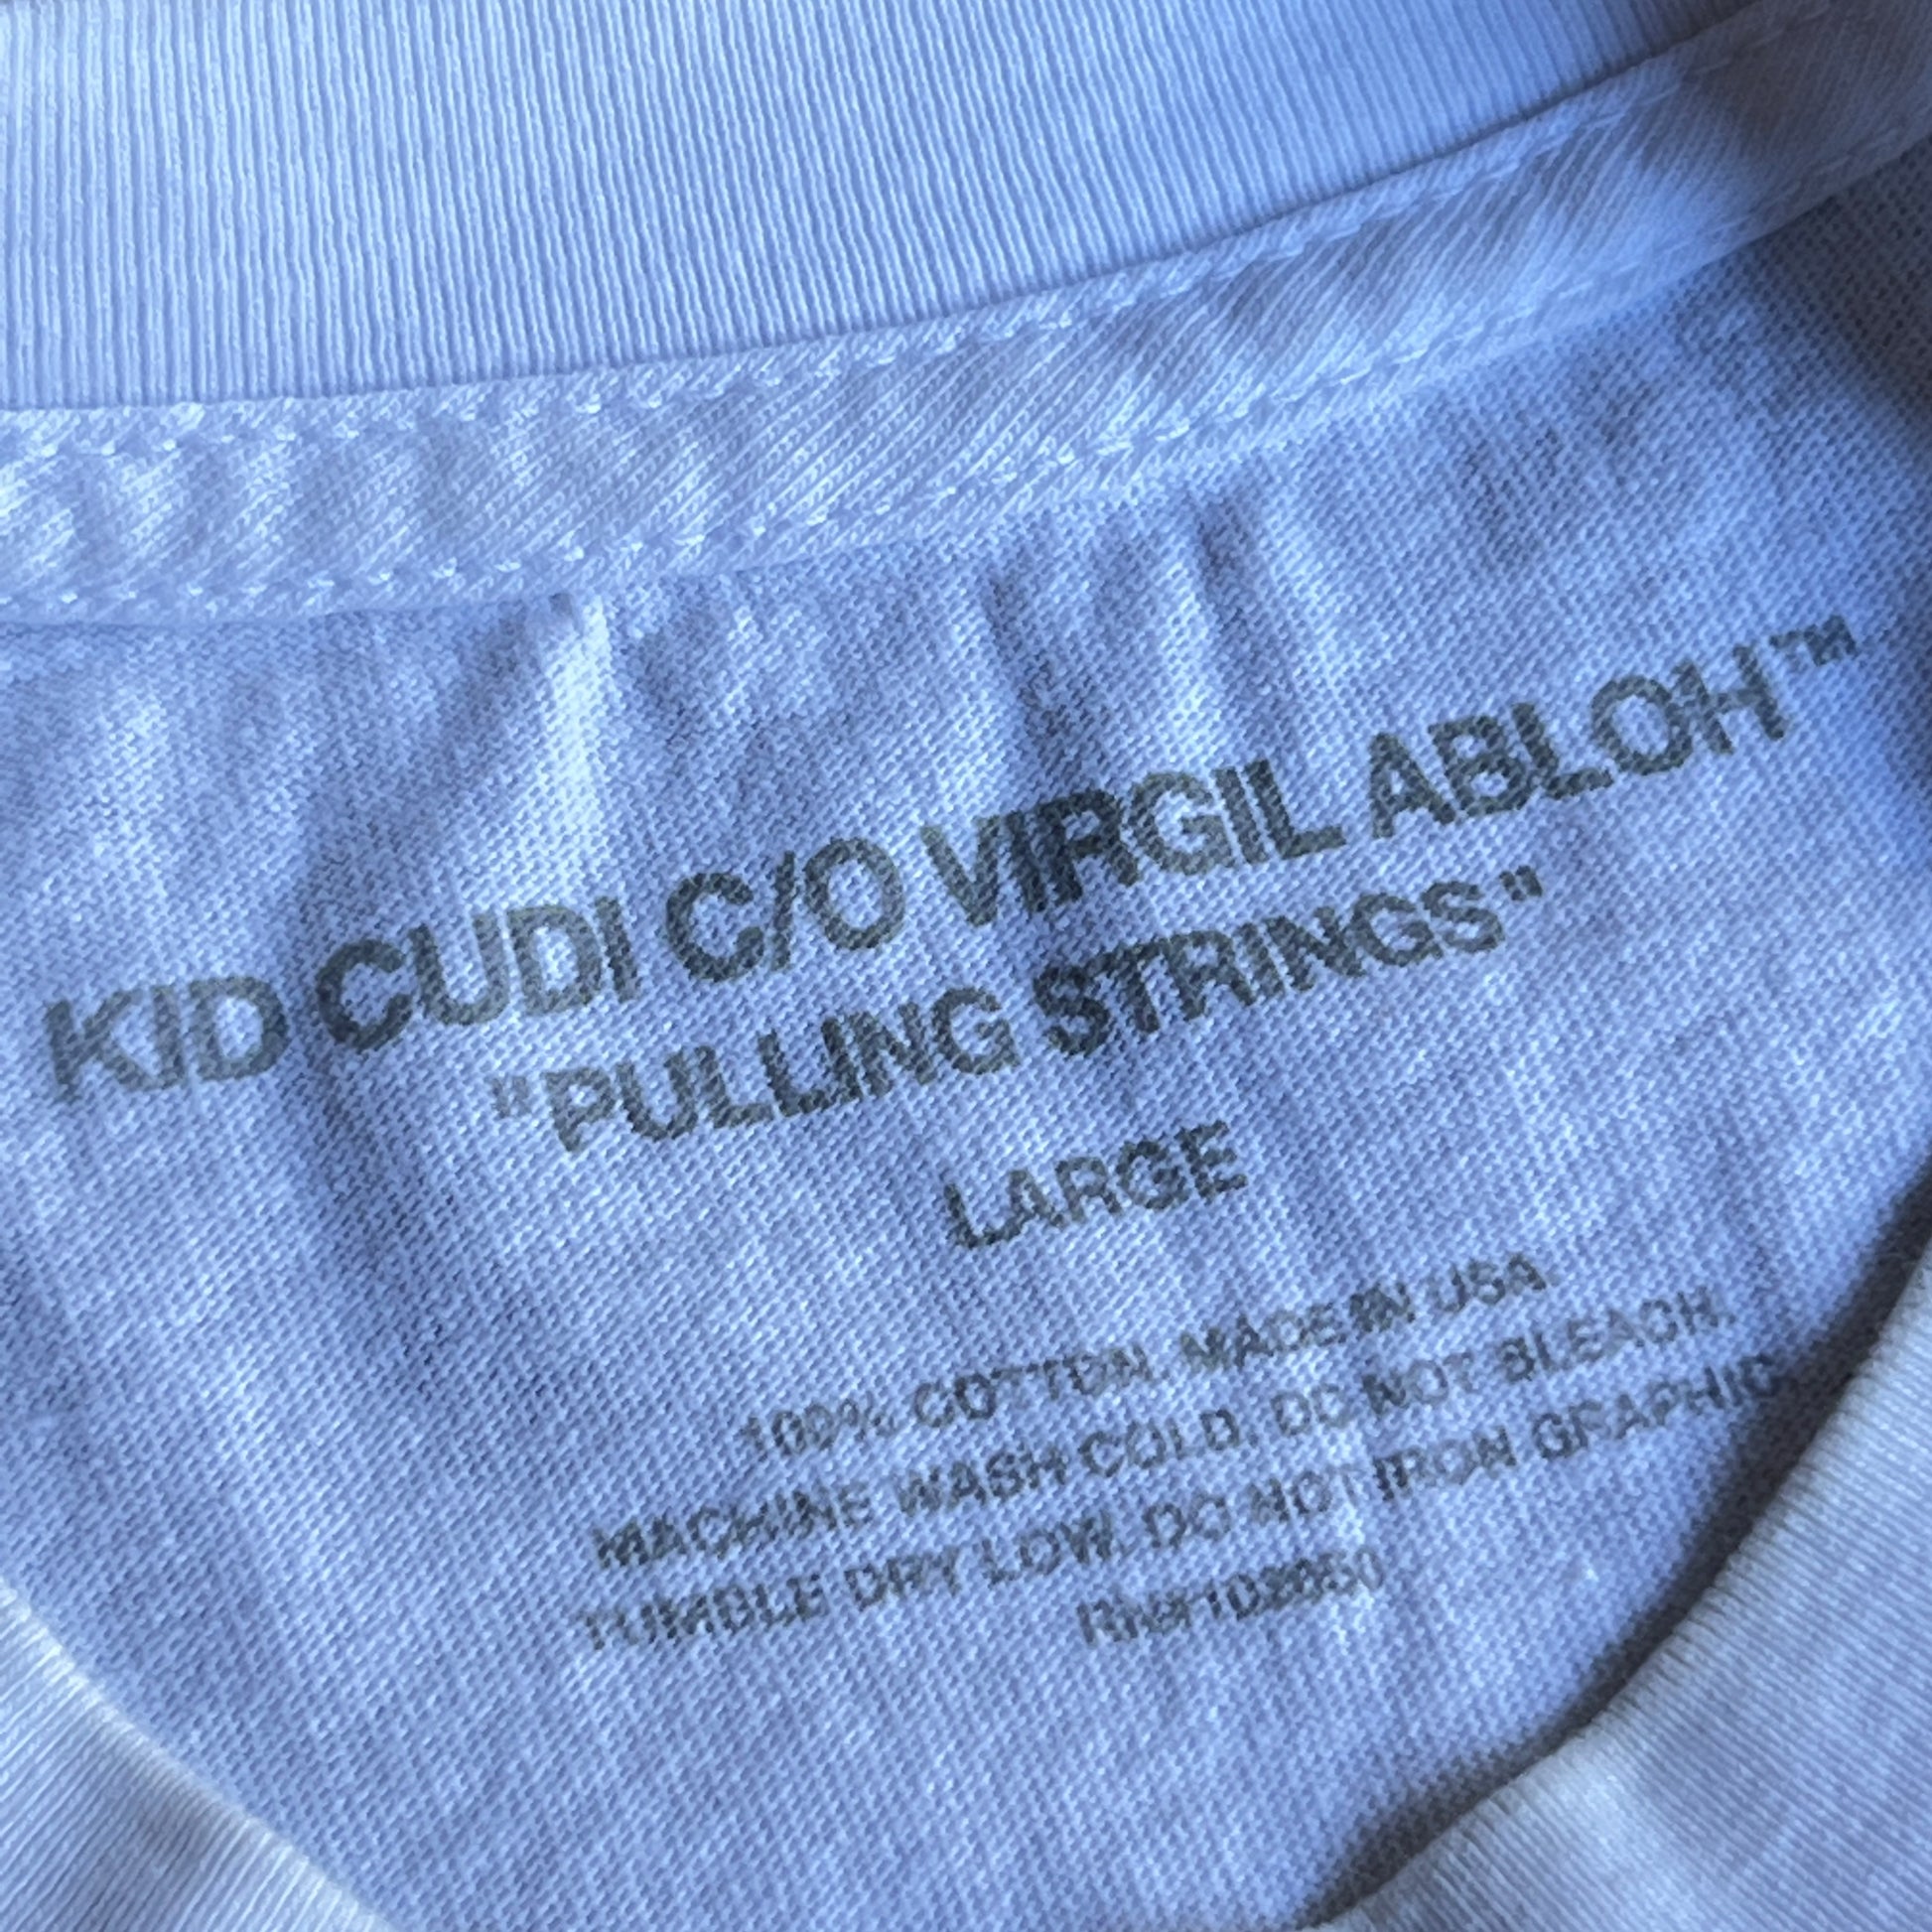 KID CUDI C/O VIRGIL ABLOH™
"PULLING STRINGS"
LARGE
100% COTTON. MADE IN USA
MACHINE WASH COLD. DO NOT BLEACH.
TUMBLE DRY LOW. DO NOT IRON GRAPHIC